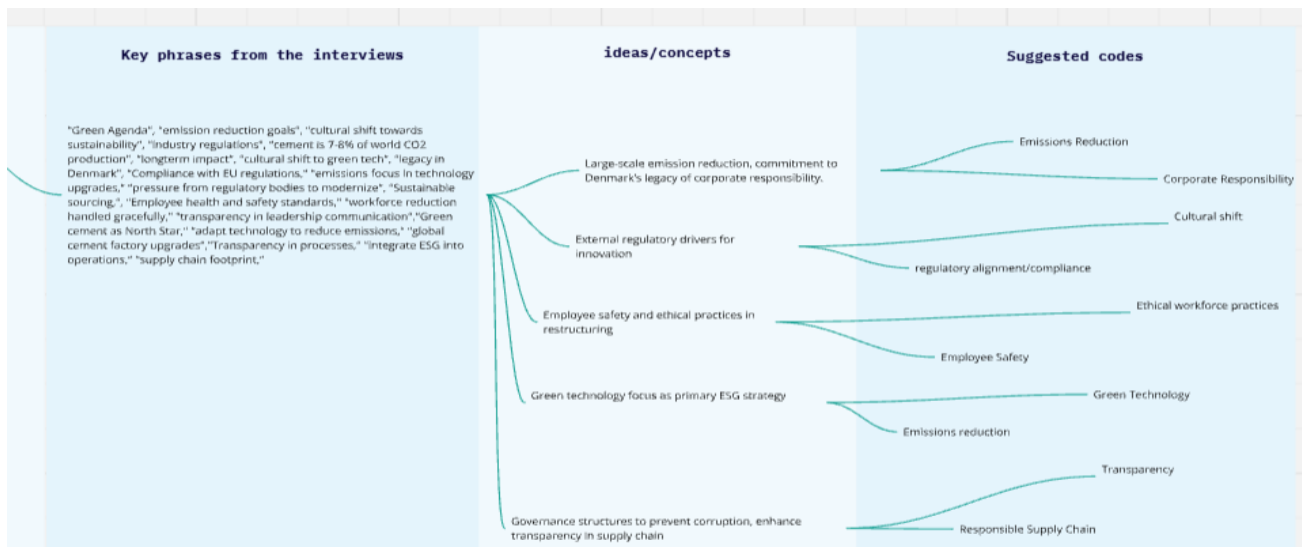 Key phrases from the interviews
ideas/concepts
Suggested codes
"Green Agenda", "emission reduction goals", "cultural shift towards
sustainability", "industry regulations", "cement is 7-8% of world CO2
production", "longterm impact", "cultural shift to green tech", "legacy in
Denmark", "Compliance with EU regulations," "emissions focus in technology
upgrades," "pressure from regulatory bodies to modernize", "Sustainable
sourcing,", "Employee health and safety standards," "workforce reduction
handled gracefully," "transparency in leadership communication","Green
cement as North Star," "adapt technology to reduce emissions," "global
cement factory upgrades","Transparency in processes," "integrate ESG into
operations," "supply chain footprint,"
Large-scale emission reduction, commitment to
Denmark's legacy of corporate responsibility.
Emissions Reduction
Corporate Responsibility
External regulatory drivers for
innovation
Cultural shift
regulatory alignment/compliance
Employee safety and ethical practices in
restructuring
Ethical workforce practices
Employee Safety
Green technology focus as primary ESG strategy
Green Technology
Emissions reduction
Governance structures to prevent corruption, enhance
transparency in supply chain
Transparency
Responsible Supply Chain